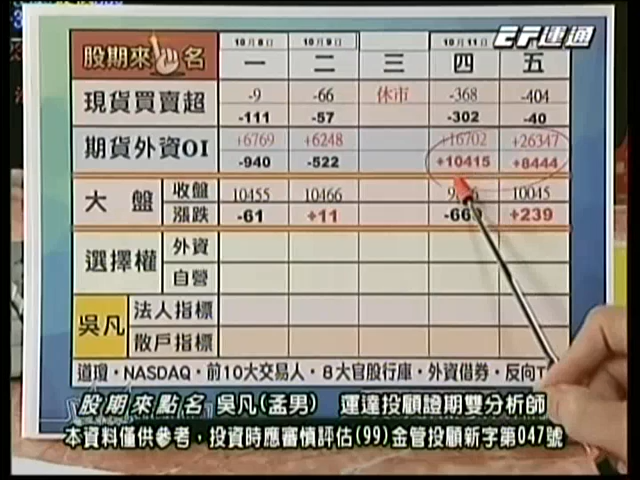 10月8日 10月9日 10月11日 運通
股期來 名 一 二 三 四 五
現貨買賣超 -9 -66 休市 -368 -404
-111 -57 -302 -40
期貨外資OI +6769 +6248 +16702 +26347
-940 -522 +10415 +8444
大盤 收盤 10455 10466 10045
漲跌 -61 +11 -66 +239
選擇權 外資
自營
吳凡 法人指標
散戶指標
道瓊·NASDAQ·前10大交易人·8大官股行庫·外資借券·反向T
股期來點名 吳凡(孟男) 運達投顧證期雙分析師
本資料僅供參考,投資時應審慎評估(99)金管投顧新字第047號